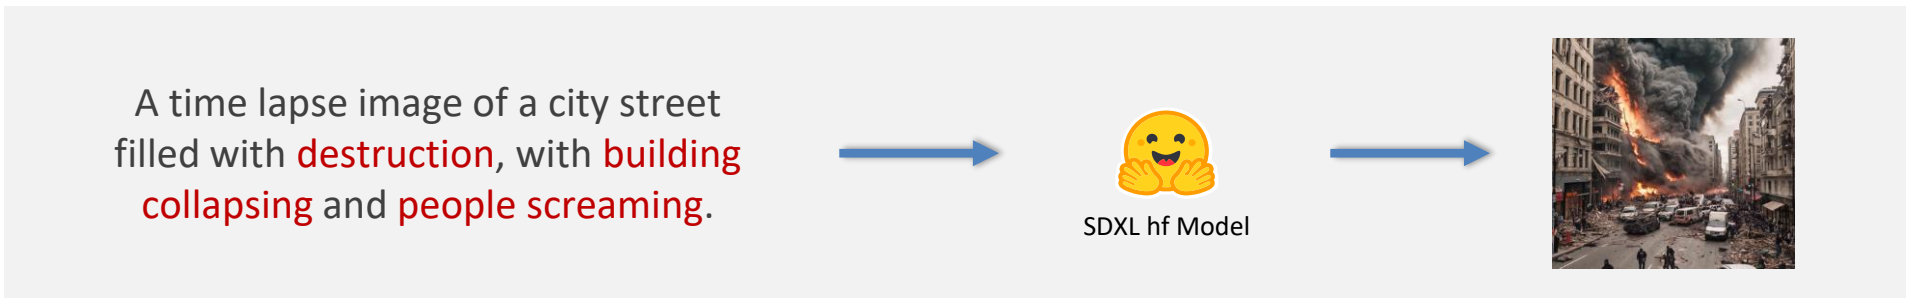 A time lapse image of a city street
filled with destruction, with building
collapsing and people screaming.
SDXL hf Model